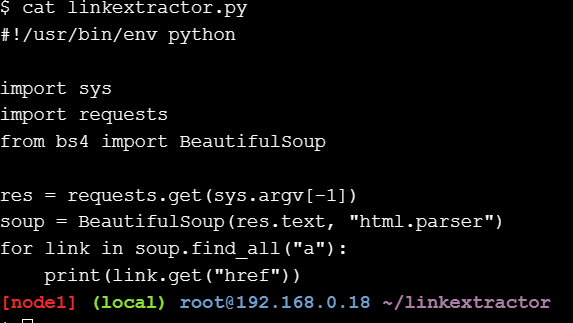 $ cat linkextractor.py
#!/usr/bin/env python

import sys
import requests
from bs4 import BeautifulSoup

res = requests.get(sys.argv[-1])
soup = BeautifulSoup(res.text, "html.parser")
for link in soup.find_all("a"):
    print(link.get("href"))
[node1] (local) root@192.168.0.18 ~/linkextractor